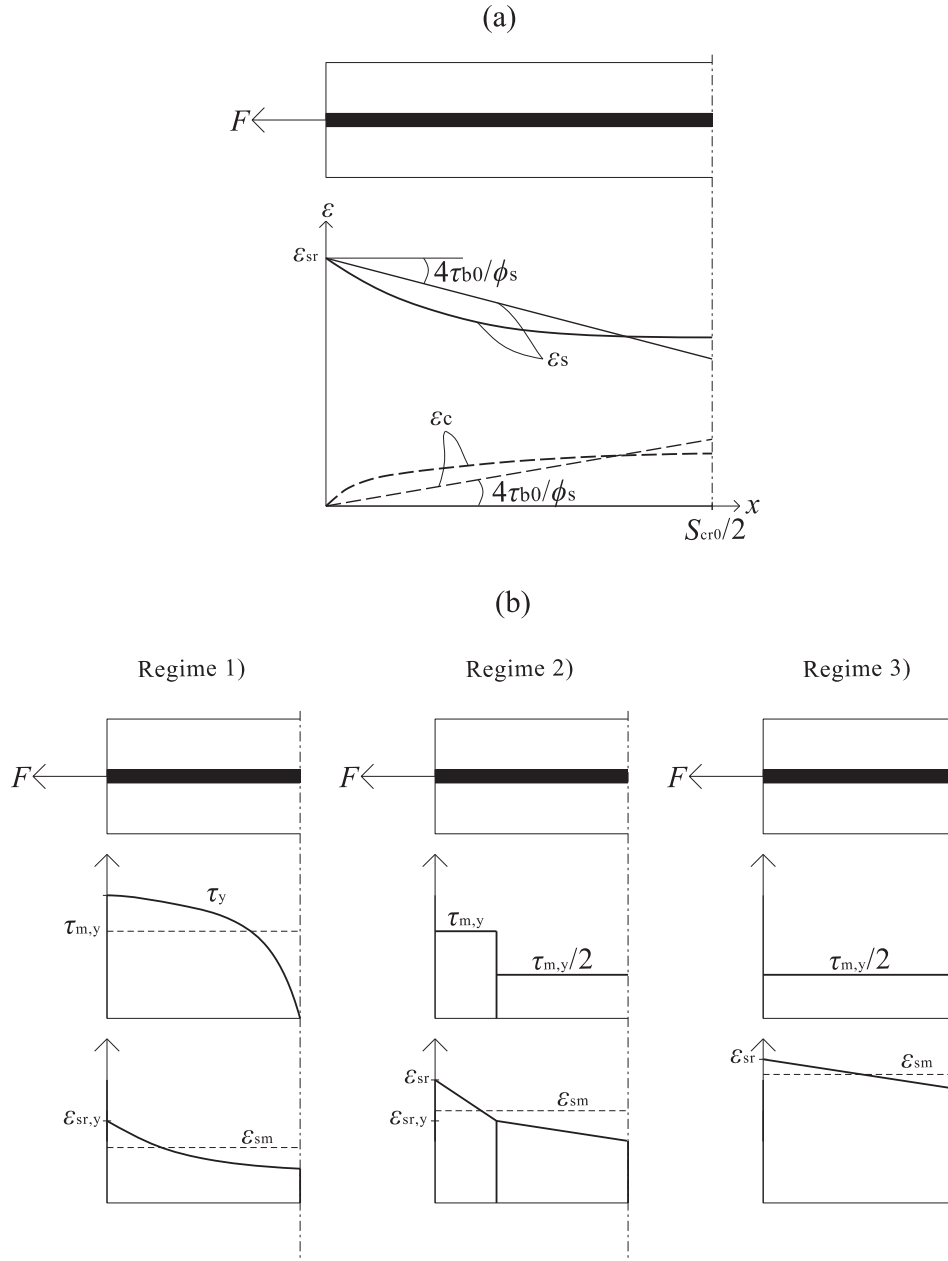 (a)
F
ε
εsr
4τb0/ϕs
εs
εc
4τb0/ϕs
x
Scr0/2
(b)
Regime 1) Regime 2) Regime 3)
F F F
τy
τm,y
τm,y
τm,y/2
τm,y/2
εsr,y
εsm
εsr
εsr,y
εsm
εsr
εsm